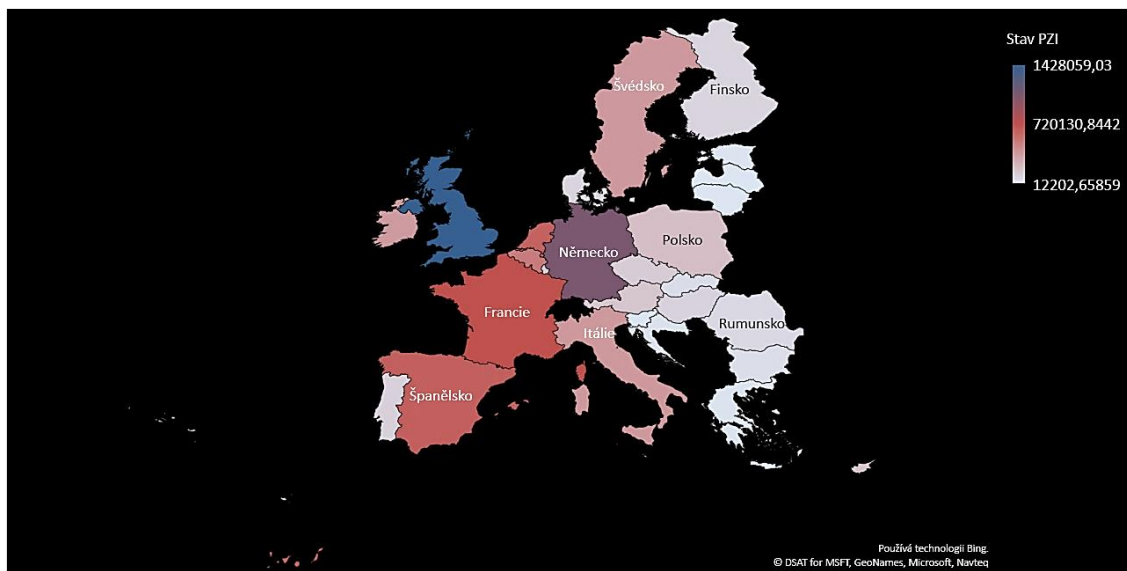 Stav PZI
1428059,03
720130,8442
12202,65859
Švédsko
Finsko
Polsko
Německo
Francie
Itálie
Rumunsko
Španělsko
Používá technologii Bing.
© DSAT for MSFT, GeoNames, Microsoft, Navteq